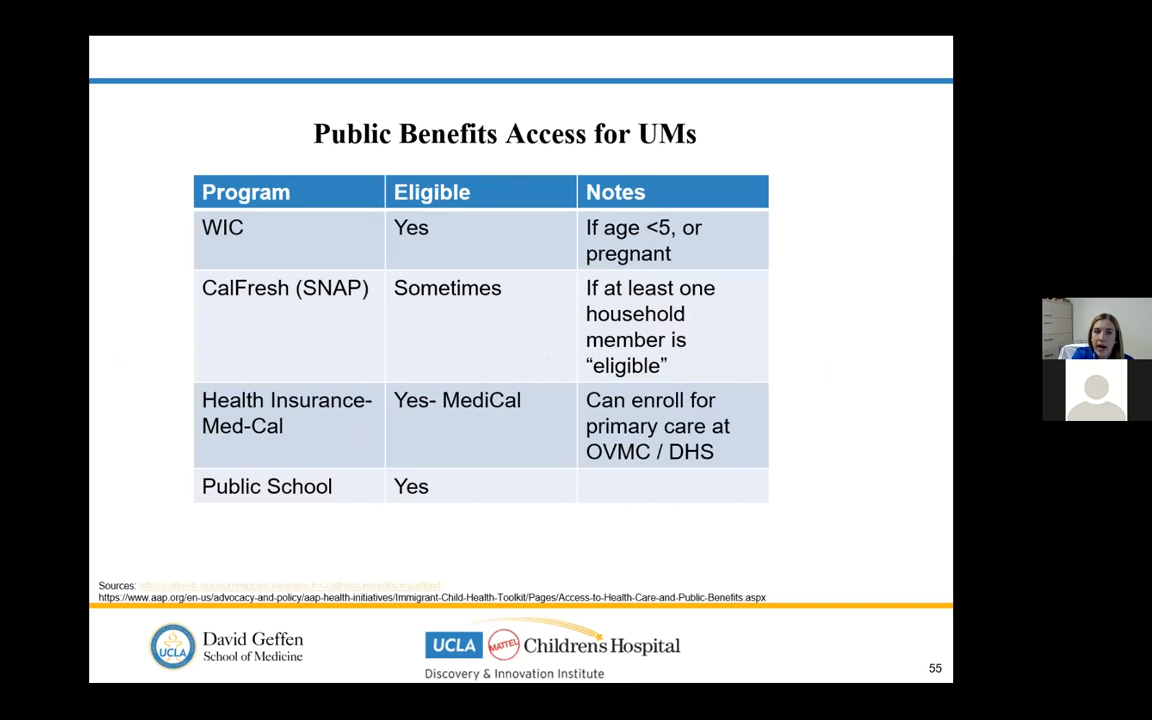 Public Benefits Access for UMs
Program Eligible Notes
WIC Yes If age <5, or
pregnant
CalFresh (SNAP) Sometimes If at least one
household
member is
“eligible”
Health Insurance- Yes- MediCal Can enroll for
Med-Cal primary care at
OVMC / DHS
Public School Yes
Sources:
https://www.aap.org/en-us/advocacy-and-policy/aap-health-initiatives/Immigrant-Child-Health-Toolkit/Pages/Access-to-Health-Care-and-Public-Benefits.aspx
UCLA
David Geffen
School of Medicine
UCLA MATTEL Childrens Hospital
Discovery & Innovation Institute
55